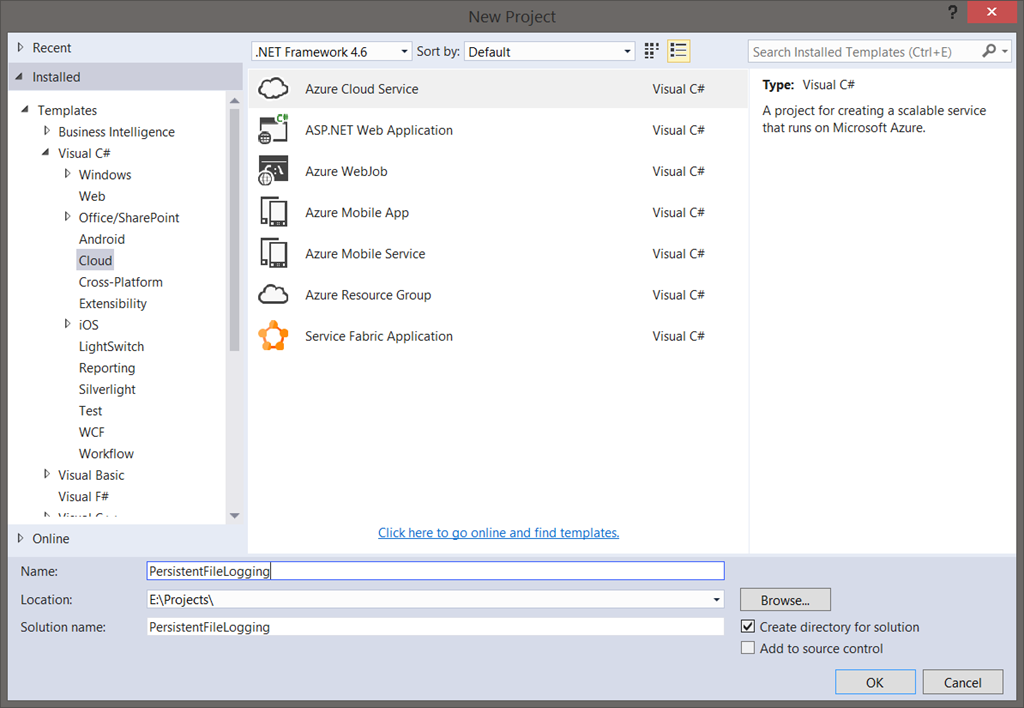 New Project
?
Recent
Installed
Templates
Business Intelligence
Visual C#
Windows
Web
Office/SharePoint
Android
Cloud
Cross-Platform
Extensibility
iOS
LightSwitch
Reporting
Silverlight
Test
WCF
Workflow
Visual Basic
Visual F#
Online
.NET Framework 4.6
Sort by:
Default
Search Installed Templates (Ctrl+E)
Azure Cloud Service Visual C#
ASP.NET Web Application Visual C#
Azure WebJob Visual C#
Azure Mobile App Visual C#
Azure Mobile Service Visual C#
Azure Resource Group Visual C#
Service Fabric Application Visual C#
Click here to go online and find templates.
Type: Visual C#
A project for creating a scalable service
that runs on Microsoft Azure.
Name: PersistentFileLogging
Location: E:\Projects\
Browse...
Solution name: PersistentFileLogging
Create directory for solution
Add to source control
OK
Cancel